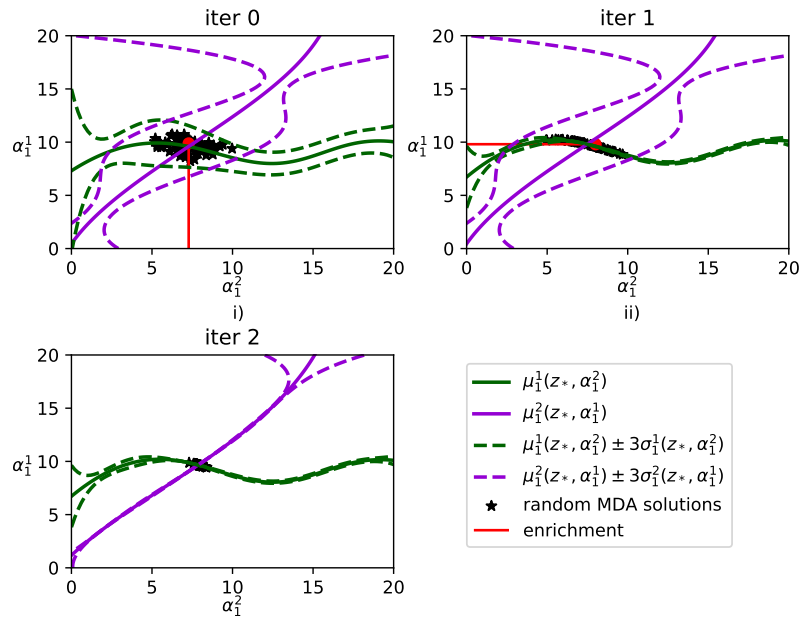 iter 0
iter 1
20
15
10
5
0
α₁¹
0 5 10 15 20
α₁²
i)
20
15
10
5
0
α₁¹
0 5 10 15 20
α₁²
ii)
iter 2
20
15
10
5
0
α₁¹
0 5 10 15 20
α₁²
μ₁¹(z*, α₁²)
μ₁²(z*, α₁¹)
μ₁¹(z*, α₁²) ± 3σ₁¹(z*, α₁²)
μ₁²(z*, α₁¹) ± 3σ₁²(z*, α₁¹)
random MDA solutions
enrichment